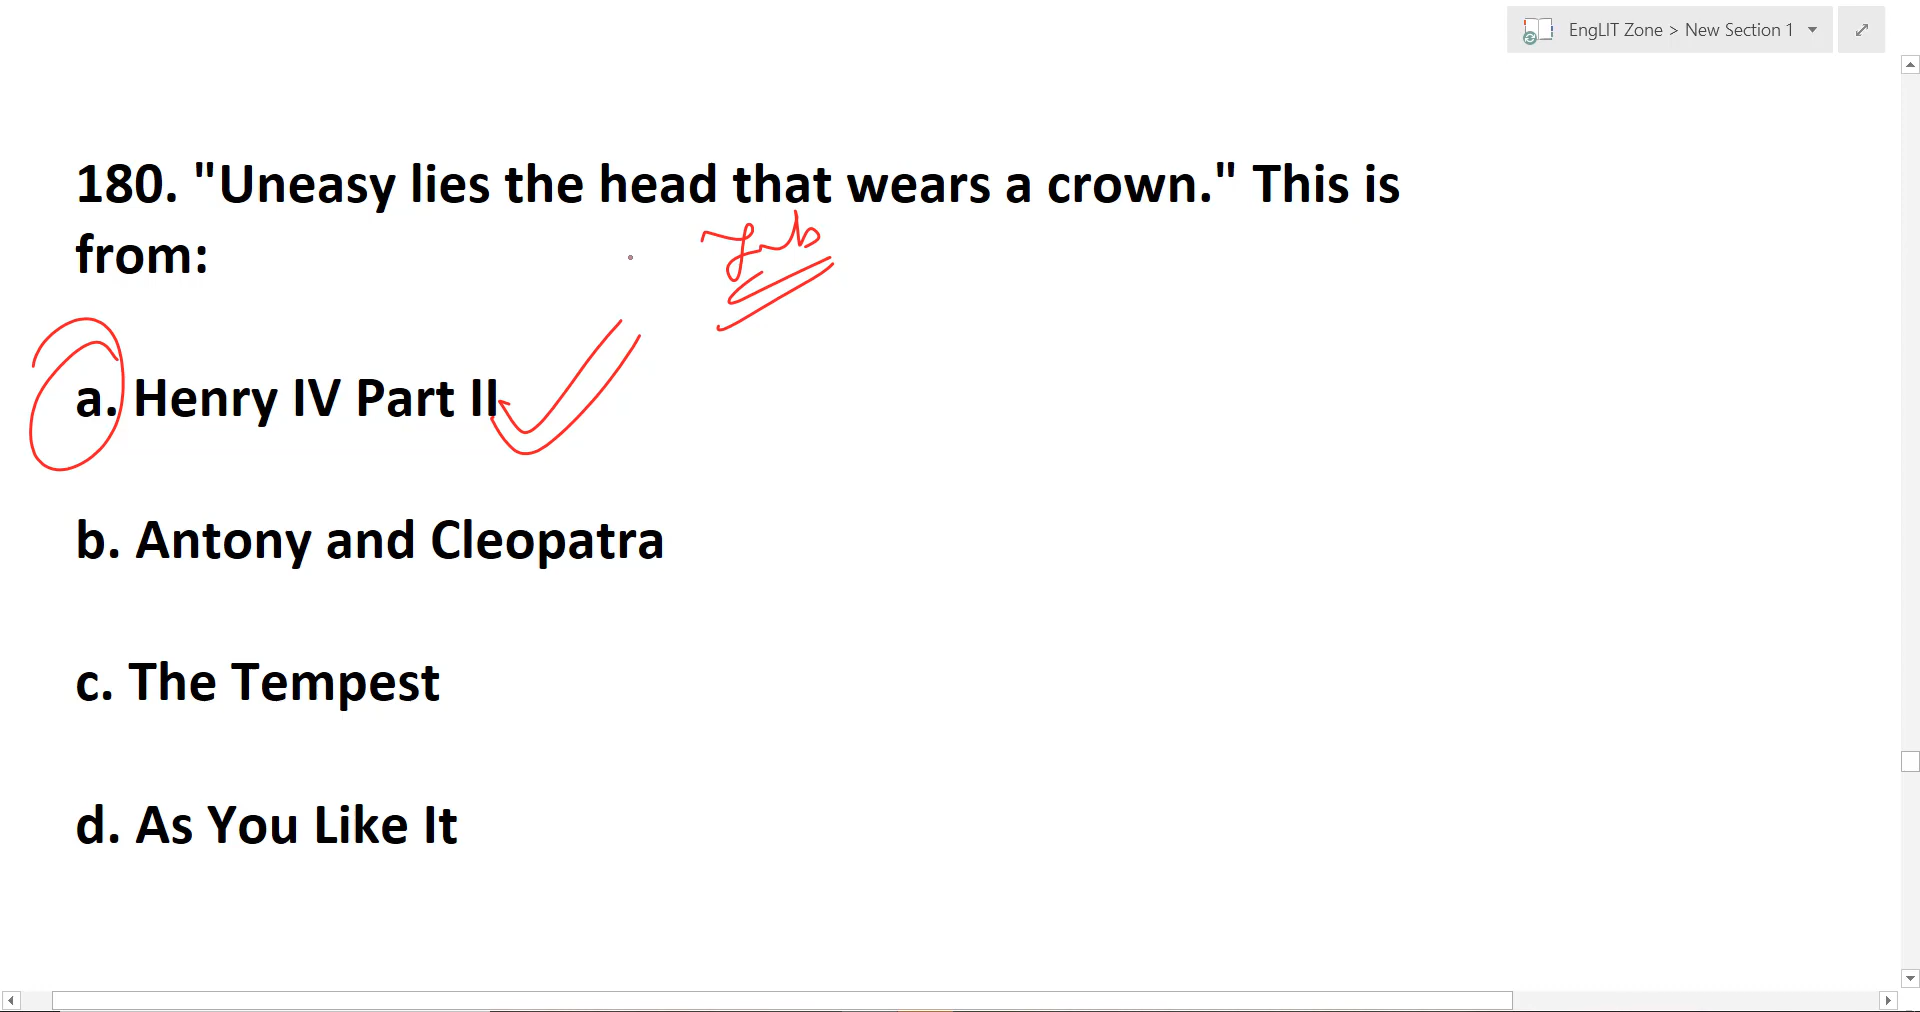 EngLIT Zone > New Section 1
180. "Uneasy lies the head that wears a crown." This is
from:
a. Henry IV Part II
b. Antony and Cleopatra
c. The Tempest
d. As You Like It